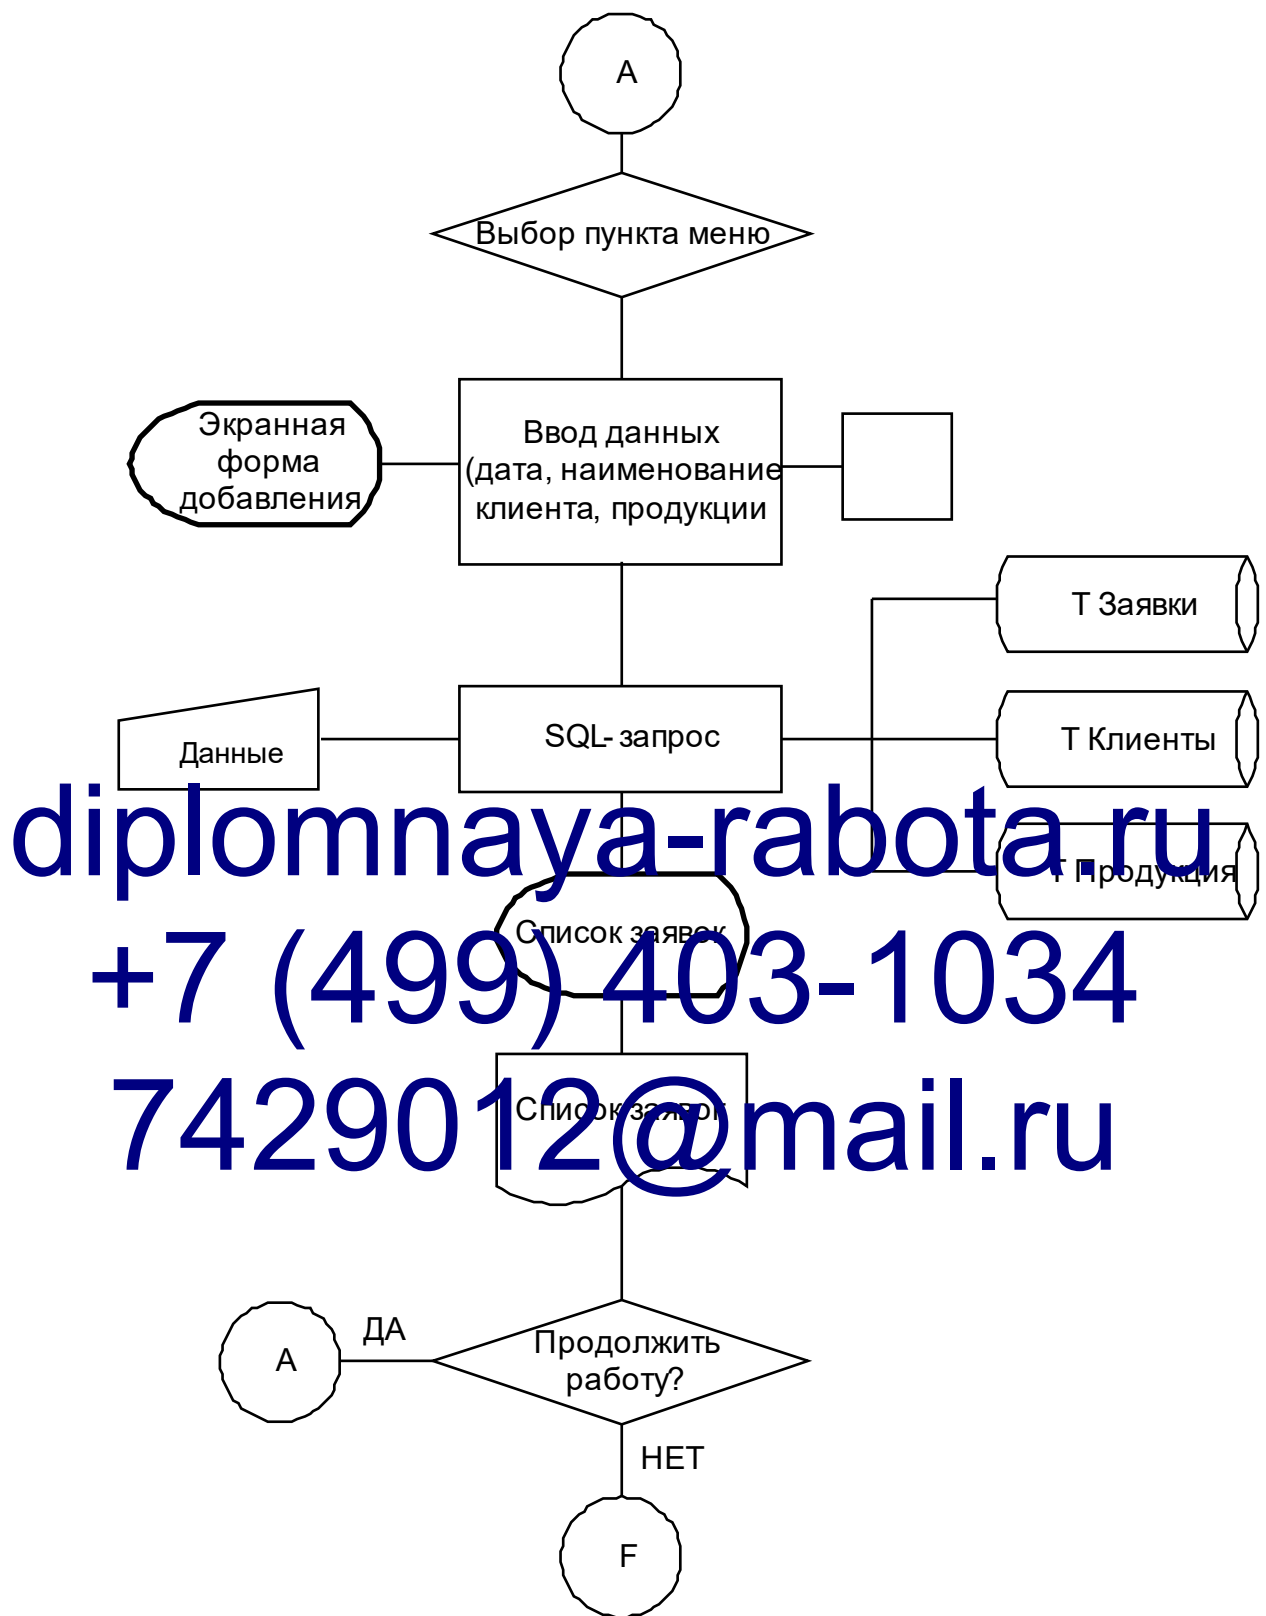 A
Выбор пункта меню
Экранная
форма
добавления
Ввод данных
(дата, наименование
клиента, продукции
Т Заявки
Данные
SQL-запрос
Т Клиенты
diplomnaya-rabota.ru
Т Продукция
Список заявок
+7 (499) 403-1034
Список заявок
7429012@mail.ru
ДА
A
Продолжить
работу?
НЕТ
F